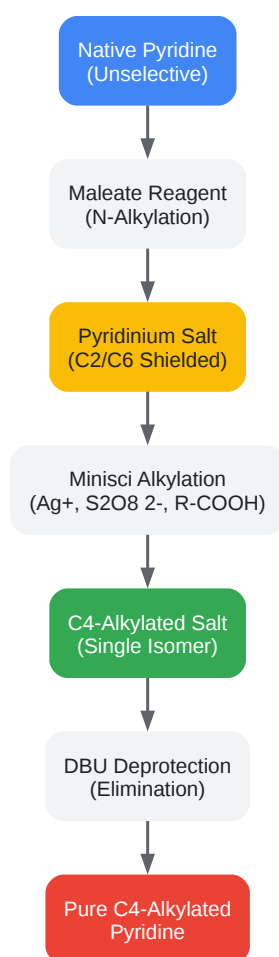 Native Pyridine
(Unselective)
Maleate Reagent
(N-Alkylation)
Pyridinium Salt
(C2/C6 Shielded)
Minisci Alkylation
(Ag+, S2O8 2-, R-COOH)
C4-Alkylated Salt
(Single Isomer)
DBU Deprotection
(Elimination)
Pure C4-Alkylated
Pyridine